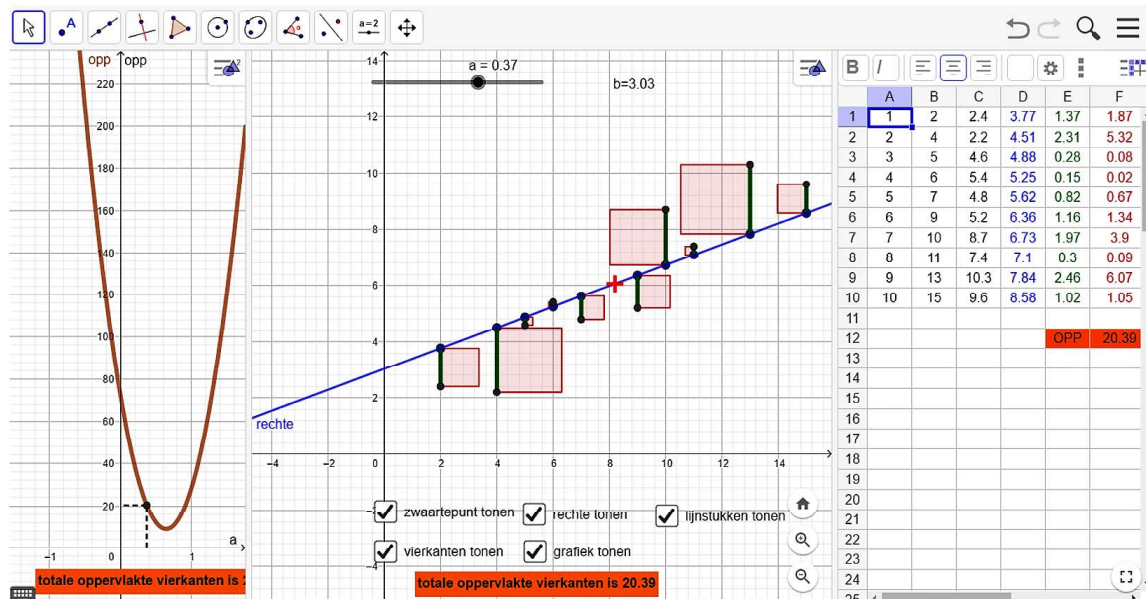 A
a=2
opp
opp
220
200
180
160
140
120
100
80
60
40
20
-1
0
1
a
totale oppervlakte vierkanten is
a = 0.37
b=3.03
14
12
10
8
6
4
2
-2
-4
-4
-2
0
2
4
6
8
10
12
14
rechte
zwaartepunt tonen
rechte tonen
lijnstukken tonen
vierkanten tonen
grafiek tonen
totale oppervlakte vierkanten is 20.39
B I
A B C D E F
1 1 2 2.4 3.77 1.37 1.87
2 2 4 2.2 4.51 2.31 5.32
3 3 5 4.6 4.88 0.28 0.08
4 4 6 5.4 5.25 0.15 0.02
5 5 7 4.8 5.62 0.82 0.67
6 6 9 5.2 6.36 1.16 1.34
7 7 10 8.7 6.73 1.97 3.9
8 8 11 7.4 7.1 0.3 0.09
9 9 13 10.3 7.84 2.46 6.07
10 10 15 9.6 8.58 1.02 1.05
11
12 OPP 20.39
13
14
15
16
17
18
19
20
21
22
23
24